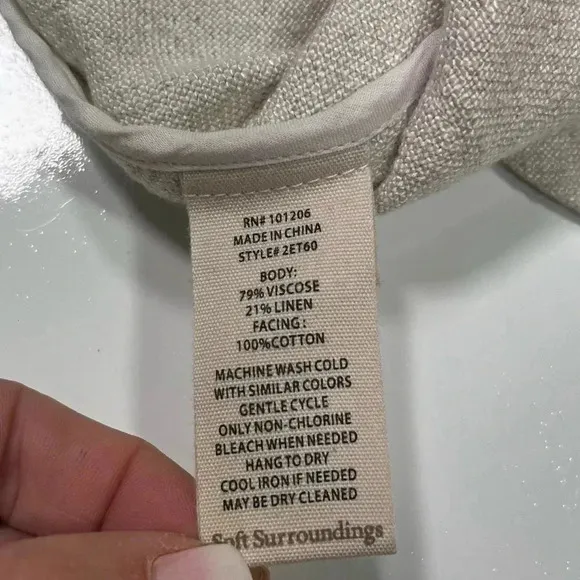 RN# 101206
MADE IN CHINA
STYLE# 2ET60
BODY:
79% VISCOSE
21% LINEN
FACING:
100%COTTON
MACHINE WASH COLD
WITH SIMILAR COLORS
GENTLE CYCLE
ONLY NON-CHLORINE
BLEACH WHEN NEEDED
HANG TO DRY
COOL IRON IF NEEDED
MAY BE DRY CLEANED
Soft Surroundings